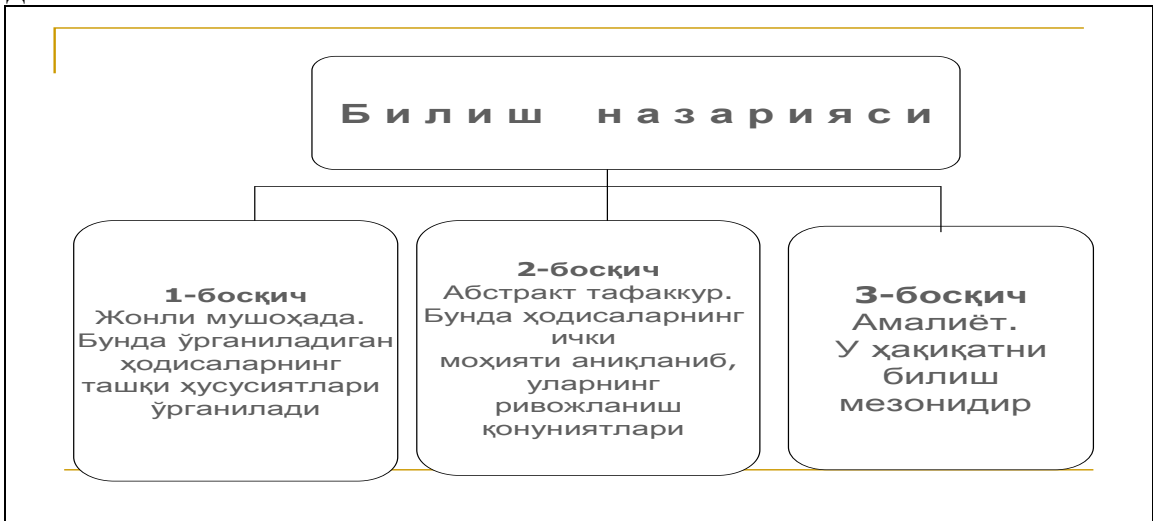 Билиш назарияси
1-босқич
Жонли мушоҳада.
Бунда ўрганиладиган
ҳодисаларнинг
ташқи ҳусусиятлари
ўрганилади
2-босқич
Абстракт тафаккур.
Бунда ҳодисаларнинг
ички
моҳияти аниқланиб,
уларнинг
ривожланиш
қонуниятлари
3-босқич
Амалиёт.
У ҳақиқатни
билиш
мезонидир